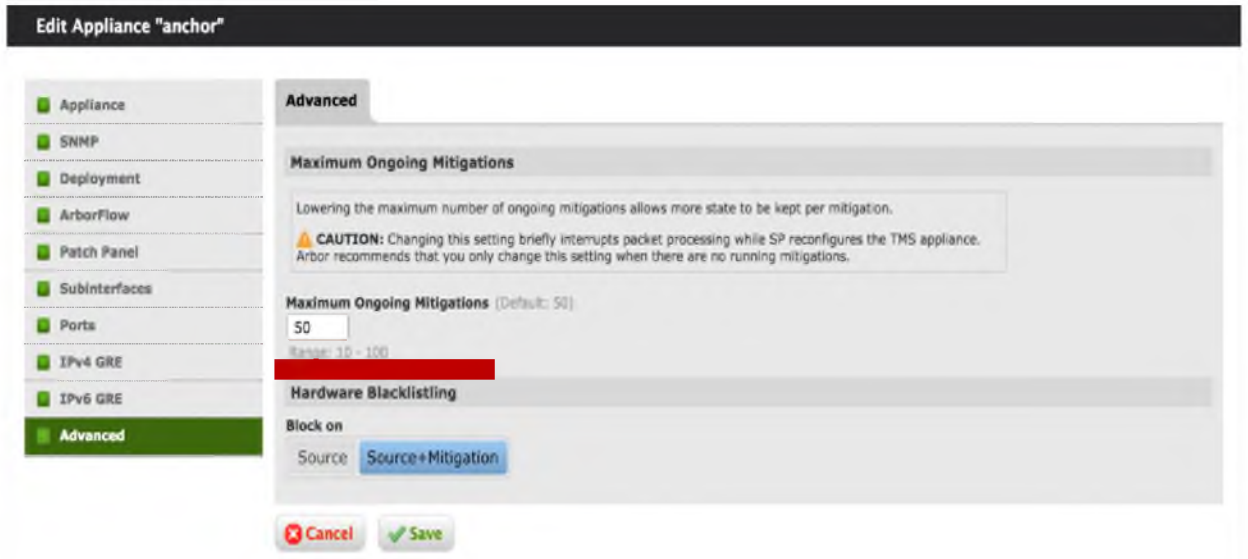 Edit Appliance "anchor"
Appliance
SNMP
Deployment
ArborFlow
Patch Panel
Subinterfaces
Ports
IPv4 GRE
IPv6 GRE
Advanced
Advanced
Maximum Ongoing Mitigations
Lowering the maximum number of ongoing mitigations allows more state to be kept per mitigation.
CAUTION: Changing this setting briefly interrupts packet processing while SP reconfigures the TMS appliance.
Arbor recommends that you only change this setting when there are no running mitigations.
Maximum Ongoing Mitigations (Default: 50)
50
Range: 10 - 100
Hardware Blacklistling
Block on
Source Source+Mitigation
Cancel Save